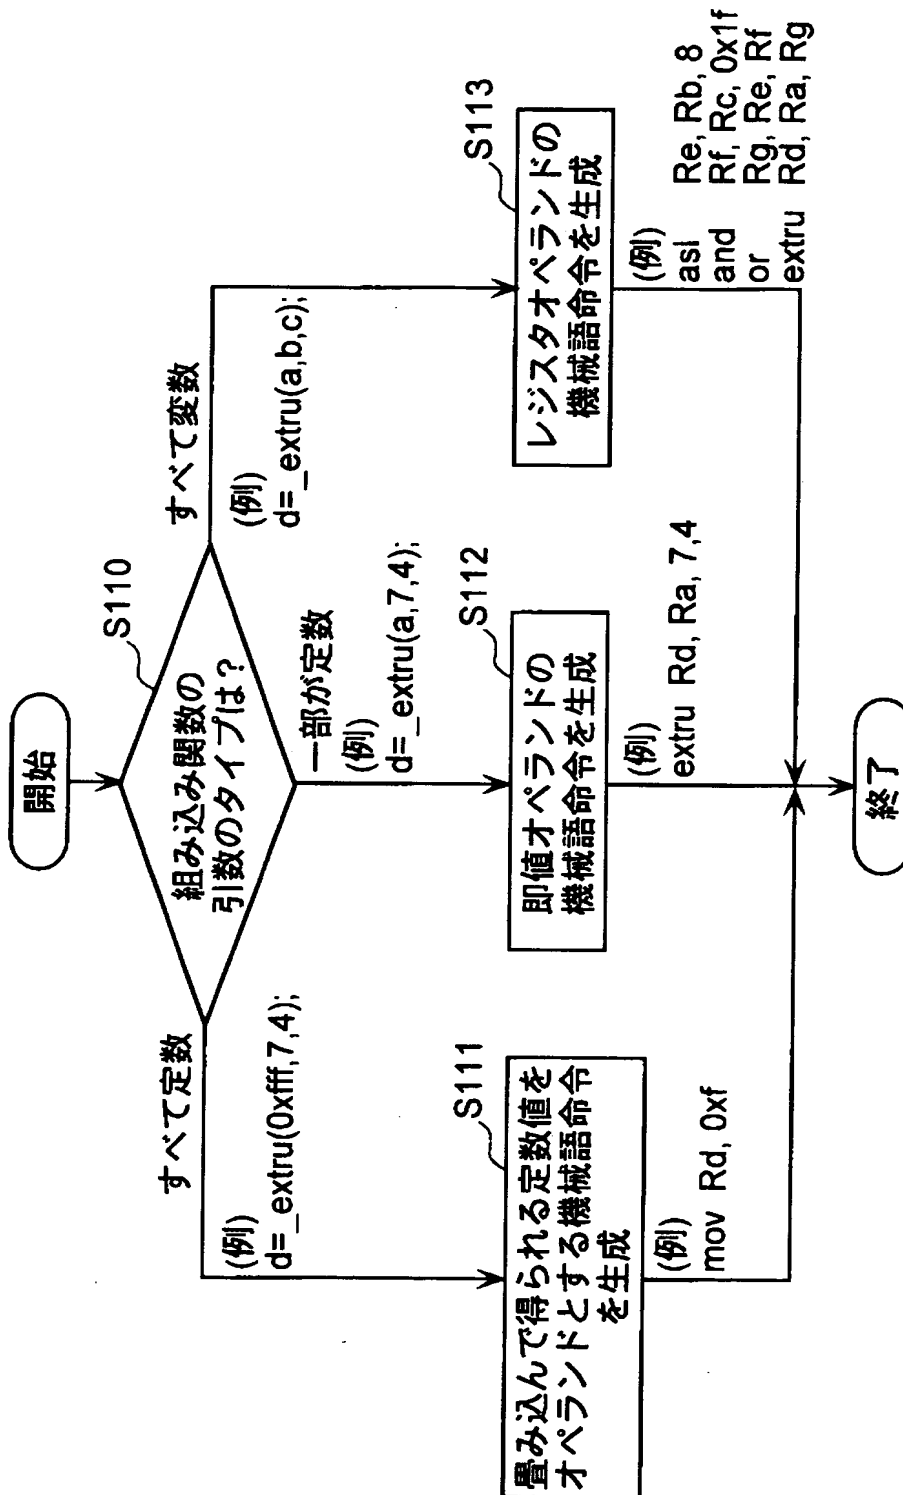 開始
S110
組み込み関数の
引数のタイプは?
すべて定数
(例)
d=_extru(0xfff,7,4);
一部が定数
(例)
d=_extru(a,7,4);
すべて変数
(例)
d=_extru(a,b,c);
S111
畳み込んで得られる定数値を
オペランドとする機械語命令
を生成
(例)
mov Rd, 0xf
S112
即値オペランドの
機械語命令を生成
(例)
extru Rd, Ra, 7,4
S113
レジスタオペランドの
機械語命令を生成
(例)
asl Re, Rb, 8
and Rf, Rc, 0x1f
or Rg, Re, Rf
extru Rd, Ra, Rg
終了